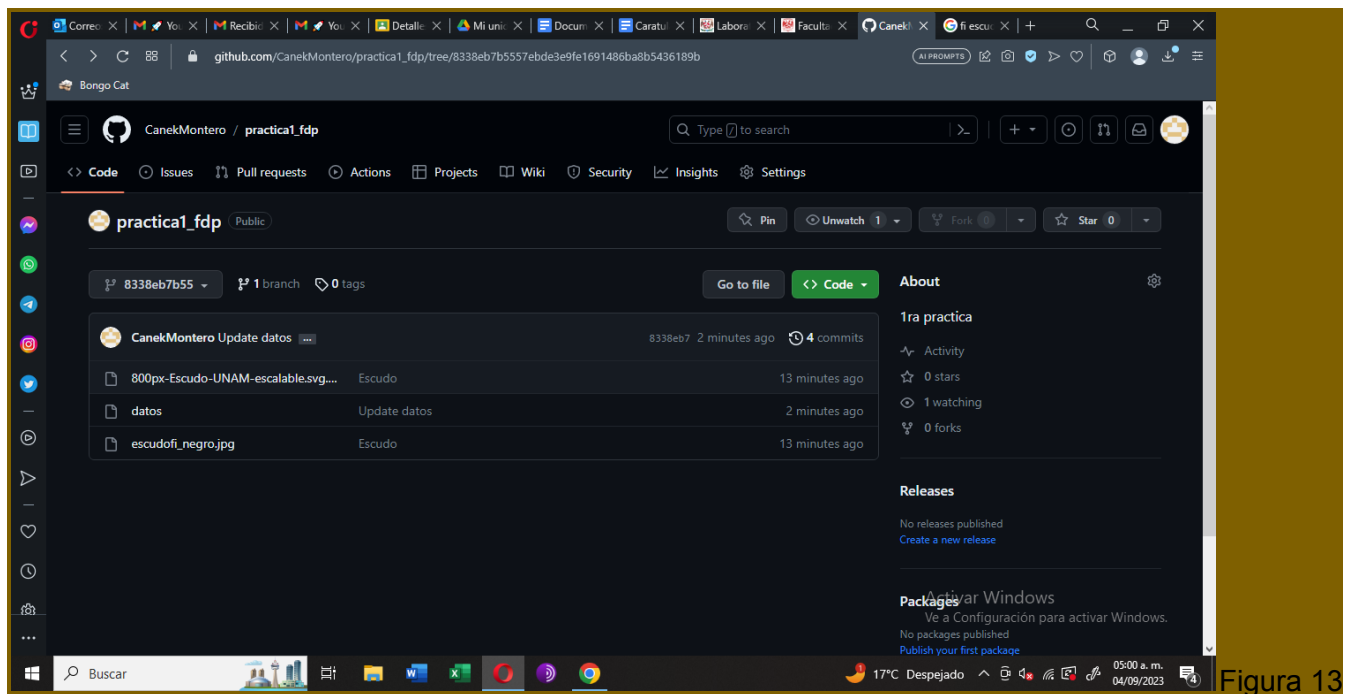 Correo
You
Recibid
You
Detalle
Mi unic
Docum
Caratul
Labora
Faculta
Canek
fi escuc
github.com/CanekMontero/practica1_fdp/tree/8338eb7b5557ebde3e9fe1691486ba8b5436189b
AI PROMPTS
Bongo Cat
CanekMontero / practica1_fdp
Type / to search
<> Code Issues Pull requests Actions Projects Wiki Security Insights Settings
practica1_fdp Public
Pin Unwatch 1 Fork 0 Star 0
8338eb7b55 1 branch 0 tags Go to file <> Code
About
1ra practica
CanekMontero Update datos ... 8338eb7 2 minutes ago 4 commits
Activity
800px-Escudo-UNAM-escalable.svg.... Escudo 13 minutes ago
0 stars
datos Update datos 2 minutes ago
1 watching
escudofi_negro.jpg Escudo 13 minutes ago
0 forks
Releases
No releases published
Create a new release
Packages
Activar Windows
Ve a Configuración para activar Windows.
No packages published
Publish your first package
Buscar
17°C Despejado
05:00 a. m.
04/09/2023
4
Figura 13